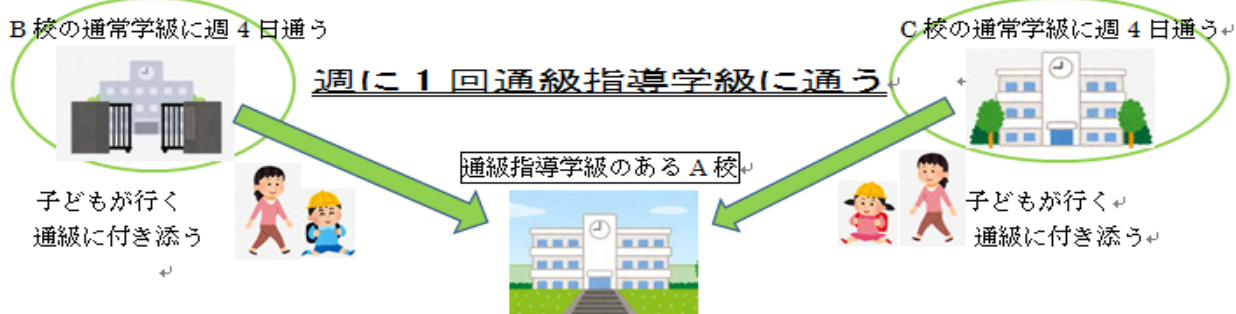 B 校の通常学級に週 4 日通う
C 校の通常学級に週 4 日通う↵
週に 1 回通級指導学級に通う↵
←
通級指導学級のある A 校↵
子どもが行く
通級に付き添う
↵
子どもが行く↵
通級に付き添う↵